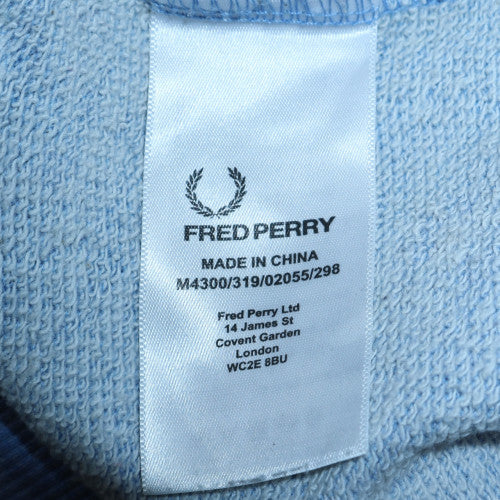 FRED PERRY
MADE IN CHINA
M4300/319/02055/298
Fred Perry Ltd
14 James St
Covent Garden
London
WC2E 8BU